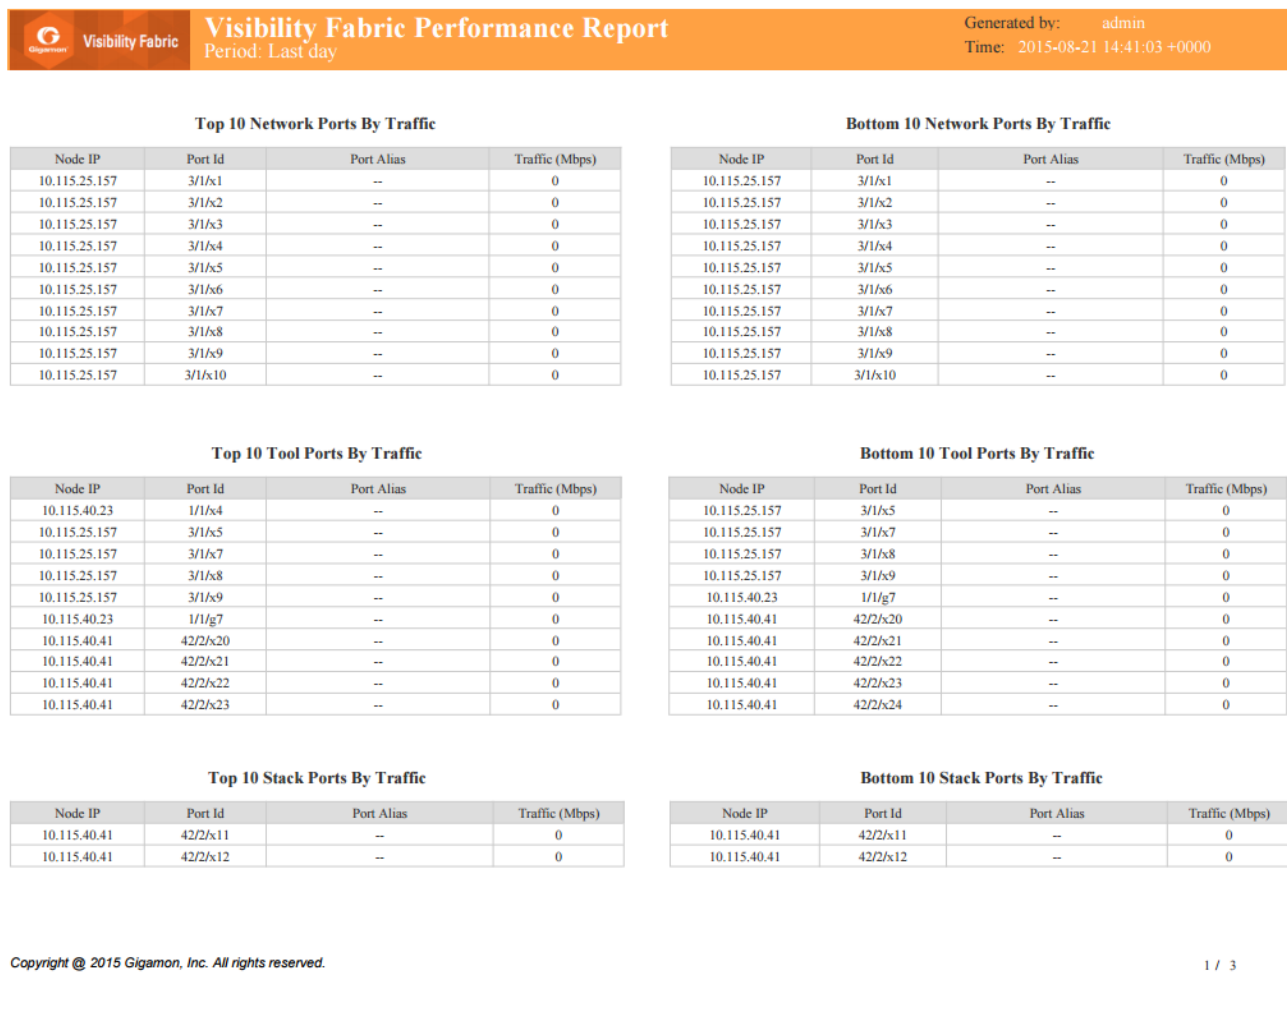 Gigamon
Visibility Fabric
Visibility Fabric Performance Report
Period: Last day
Generated by: admin
Time: 2015-08-21 14:41:03 +0000
Top 10 Network Ports By Traffic
Node IP Port Id Port Alias Traffic (Mbps)
10.115.25.157 3/1/x1 -- 0
10.115.25.157 3/1/x2 -- 0
10.115.25.157 3/1/x3 -- 0
10.115.25.157 3/1/x4 -- 0
10.115.25.157 3/1/x5 -- 0
10.115.25.157 3/1/x6 -- 0
10.115.25.157 3/1/x7 -- 0
10.115.25.157 3/1/x8 -- 0
10.115.25.157 3/1/x9 -- 0
10.115.25.157 3/1/x10 -- 0
Bottom 10 Network Ports By Traffic
Node IP Port Id Port Alias Traffic (Mbps)
10.115.25.157 3/1/x1 -- 0
10.115.25.157 3/1/x2 -- 0
10.115.25.157 3/1/x3 -- 0
10.115.25.157 3/1/x4 -- 0
10.115.25.157 3/1/x5 -- 0
10.115.25.157 3/1/x6 -- 0
10.115.25.157 3/1/x7 -- 0
10.115.25.157 3/1/x8 -- 0
10.115.25.157 3/1/x9 -- 0
10.115.25.157 3/1/x10 -- 0
Top 10 Tool Ports By Traffic
Node IP Port Id Port Alias Traffic (Mbps)
10.115.40.23 1/1/x4 -- 0
10.115.25.157 3/1/x5 -- 0
10.115.25.157 3/1/x7 -- 0
10.115.25.157 3/1/x8 -- 0
10.115.25.157 3/1/x9 -- 0
10.115.40.23 1/1/g7 -- 0
10.115.40.41 42/2/x20 -- 0
10.115.40.41 42/2/x21 -- 0
10.115.40.41 42/2/x22 -- 0
10.115.40.41 42/2/x23 -- 0
Bottom 10 Tool Ports By Traffic
Node IP Port Id Port Alias Traffic (Mbps)
10.115.25.157 3/1/x5 -- 0
10.115.25.157 3/1/x7 -- 0
10.115.25.157 3/1/x8 -- 0
10.115.25.157 3/1/x9 -- 0
10.115.40.23 1/1/g7 -- 0
10.115.40.41 42/2/x20 -- 0
10.115.40.41 42/2/x21 -- 0
10.115.40.41 42/2/x22 -- 0
10.115.40.41 42/2/x23 -- 0
10.115.40.41 42/2/x24 -- 0
Top 10 Stack Ports By Traffic
Node IP Port Id Port Alias Traffic (Mbps)
10.115.40.41 42/2/x11 -- 0
10.115.40.41 42/2/x12 -- 0
Bottom 10 Stack Ports By Traffic
Node IP Port Id Port Alias Traffic (Mbps)
10.115.40.41 42/2/x11 -- 0
10.115.40.41 42/2/x12 -- 0
Copyright @ 2015 Gigamon, Inc. All rights reserved.
1 / 3